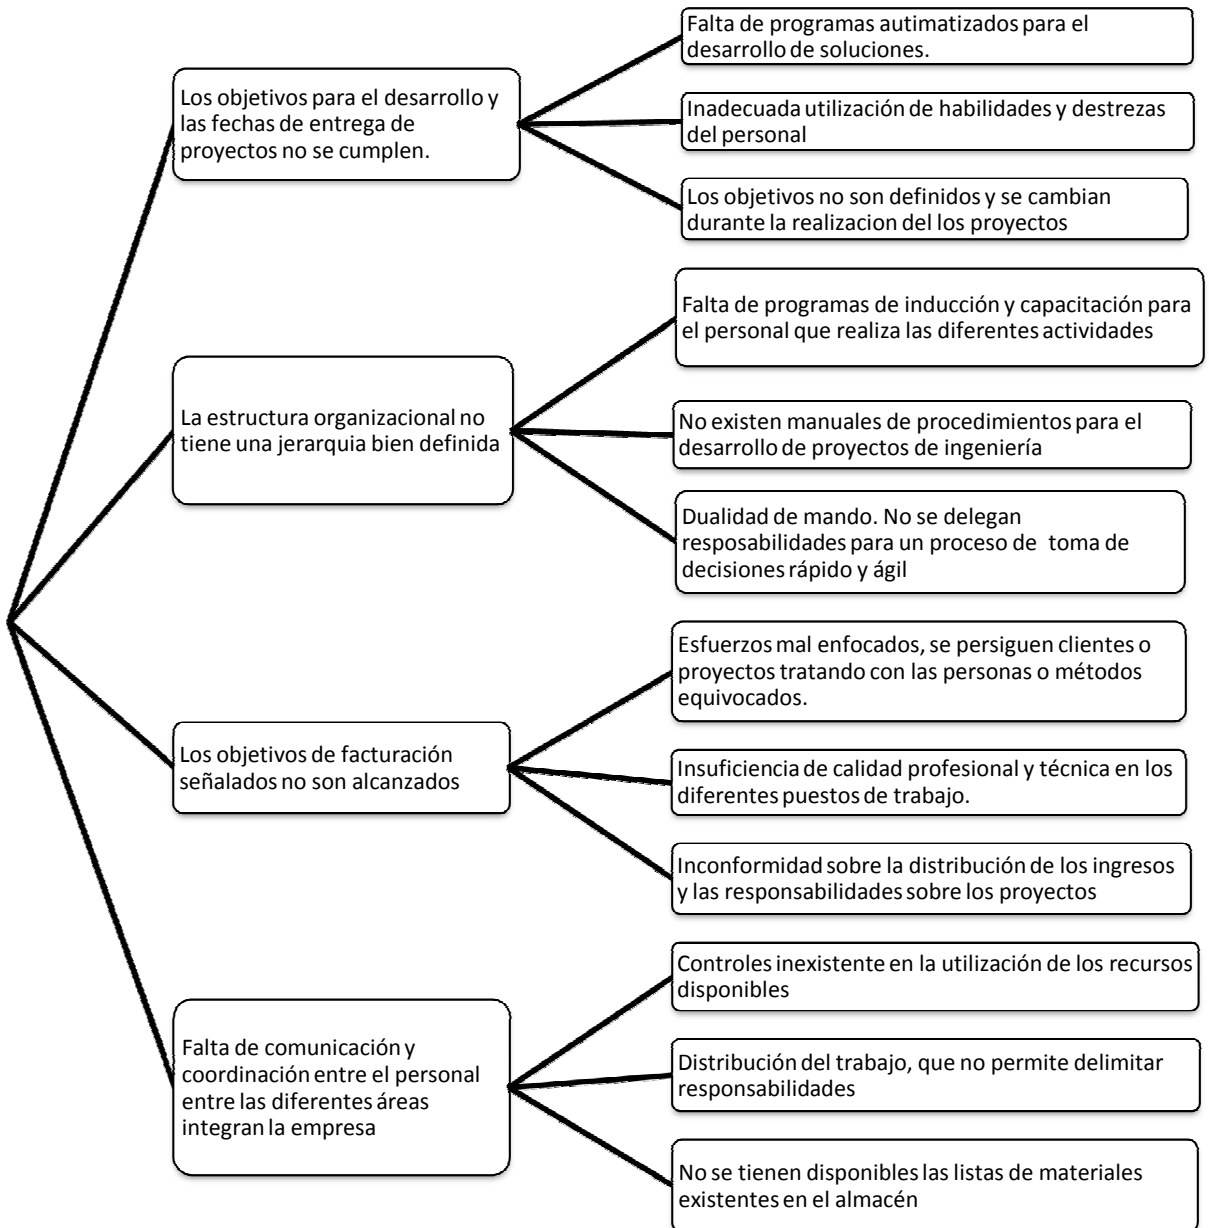 Los objetivos para el desarrollo y
las fechas de entrega de
proyectos no se cumplen.
Falta de programas autimatizados para el
desarrollo de soluciones.
Inadecuada utilización de habilidades y destrezas
del personal
Los objetivos no son definidos y se cambian
durante la realizacion del los proyectos
La estructura organizacional no
tiene una jerarquia bien definida
Falta de programas de inducción y capacitación para
el personal que realiza las diferentes actividades
No existen manuales de procedimientos para el
desarrollo de proyectos de ingeniería
Dualidad de mando. No se delegan
resposabilidades para un proceso de  toma de
decisiones rápido y ágil
Los objetivos de facturación
señalados no son alcanzados
Esfuerzos mal enfocados, se persiguen clientes o
proyectos tratando con las personas o métodos
equivocados.
Insuficiencia de calidad profesional y técnica en los
diferentes puestos de trabajo.
Inconformidad sobre la distribución de los ingresos
y las responsabilidades sobre los proyectos
Falta de comunicación y
coordinación entre el personal
entre las diferentes áreas
integran la empresa
Controles inexistente en la utilización de los recursos
disponibles
Distribución del trabajo, que no permite delimitar
responsabilidades
No se tienen disponibles las listas de materiales
existentes en el almacén